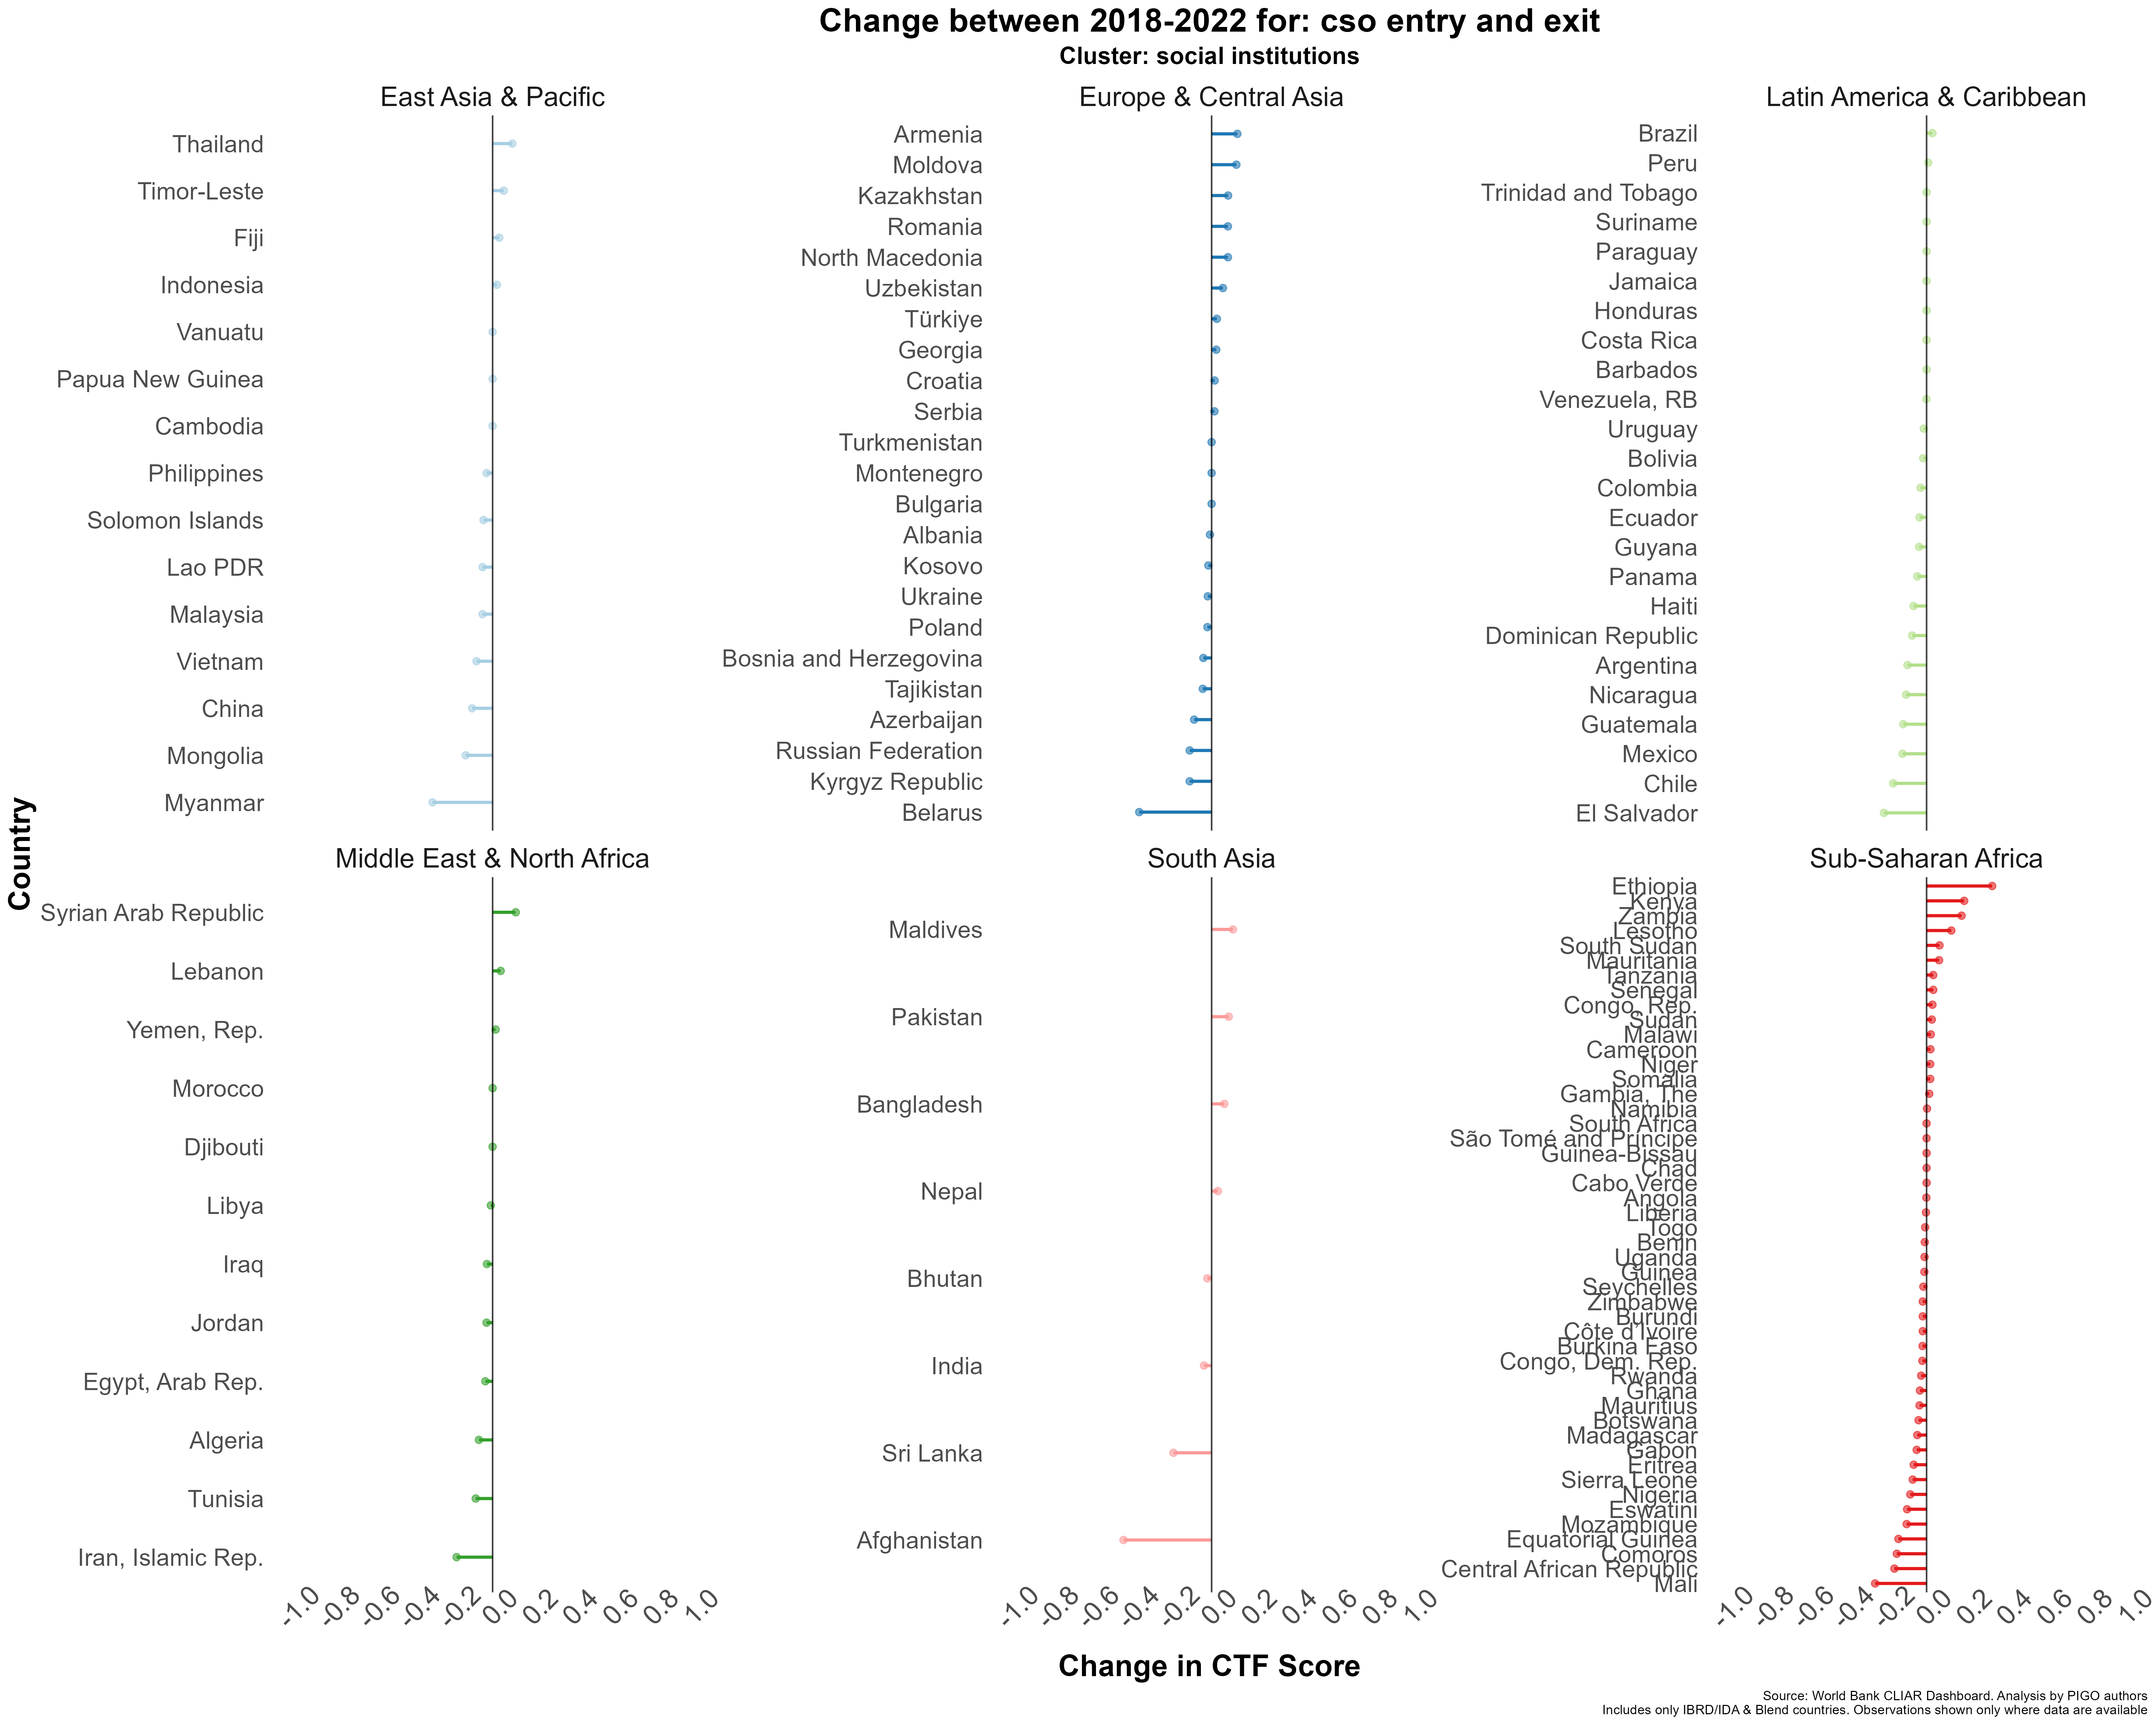 Change between 2018-2022 for: cso entry and exit
Cluster: social institutions
East Asia & Pacific
Thailand
Timor-Leste
Fiji
Indonesia
Vanuatu
Papua New Guinea
Cambodia
Philippines
Solomon Islands
Lao PDR
Malaysia
Vietnam
China
Mongolia
Myanmar
Europe & Central Asia
Armenia
Moldova
Kazakhstan
Romania
North Macedonia
Uzbekistan
Türkiye
Georgia
Croatia
Serbia
Turkmenistan
Montenegro
Bulgaria
Albania
Kosovo
Ukraine
Poland
Bosnia and Herzegovina
Tajikistan
Azerbaijan
Russian Federation
Kyrgyz Republic
Belarus
Latin America & Caribbean
Brazil
Peru
Trinidad and Tobago
Suriname
Paraguay
Jamaica
Honduras
Costa Rica
Barbados
Venezuela, RB
Uruguay
Bolivia
Colombia
Ecuador
Guyana
Panama
Haiti
Dominican Republic
Argentina
Nicaragua
Guatemala
Mexico
Chile
El Salvador
Country
Middle East & North Africa
Syrian Arab Republic
Lebanon
Yemen, Rep.
Morocco
Djibouti
Libya
Iraq
Jordan
Egypt, Arab Rep.
Algeria
Tunisia
Iran, Islamic Rep.
-1.0 -0.8 -0.6 -0.4 -0.2 0.0 0.2 0.4 0.6 0.8 1.0
South Asia
Maldives
Pakistan
Bangladesh
Nepal
Bhutan
India
Sri Lanka
Afghanistan
-1.0 -0.8 -0.6 -0.4 -0.2 0.0 0.2 0.4 0.6 0.8 1.0
Sub-Saharan Africa
Ethiopia
Kenya
Zambia
Lesotho
South Sudan
Mauritania
Tanzania
Senegal
Congo, Rep.
Sudan
Malawi
Cameroon
Niger
Somalia
Gambia, The
Namibia
South Africa
São Tomé and Príncipe
Guinea-Bissau
Chad
Cabo Verde
Angola
Liberia
Togo
Benin
Uganda
Guinea
Seychelles
Zimbabwe
Burundi
Côte d'Ivoire
Burkina Faso
Congo, Dem. Rep.
Rwanda
Ghana
Mauritius
Botswana
Madagascar
Gabon
Eritrea
Sierra Leone
Nigeria
Eswatini
Mozambique
Equatorial Guinea
Comoros
Central African Republic
Mali
-1.0 -0.8 -0.6 -0.4 -0.2 0.0 0.2 0.4 0.6 0.8 1.0
Change in CTF Score
Source: World Bank CLIAR Dashboard. Analysis by PIGO authors
Includes only IBRD/IDA & Blend countries. Observations shown only where data are available